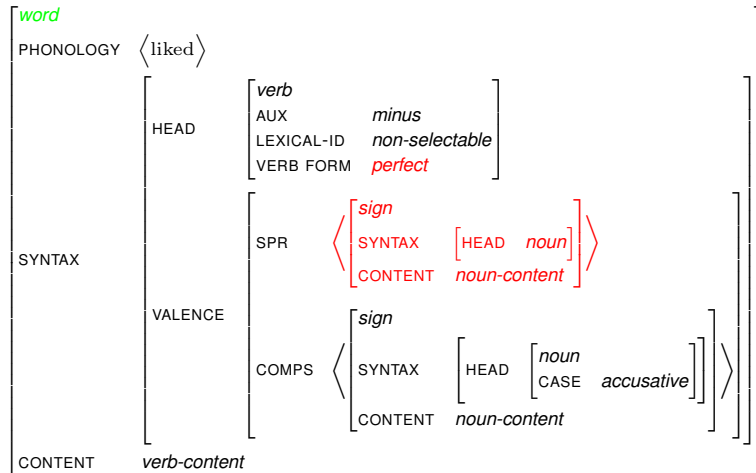 word
PHONOLOGY ⟨liked⟩
verb
AUX minus
HEAD
LEXICAL-ID non-selectable
VERB FORM perfect
sign
SPR SYNTAX [HEAD noun]
CONTENT noun-content
SYNTAX
VALENCE
sign
noun
COMPS SYNTAX HEAD
CASE accusative
CONTENT noun-content
CONTENT verb-content